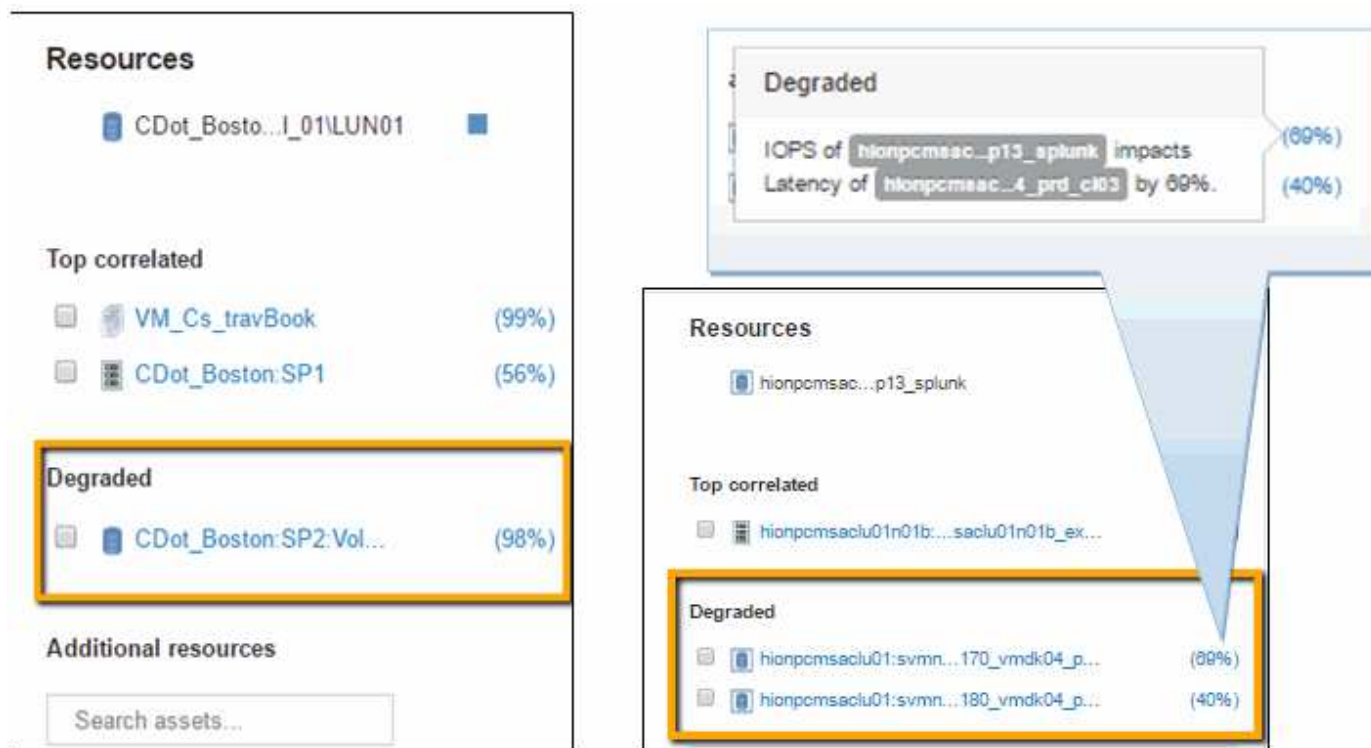 Resources
CDot_Bosto...l_01\LUN01
Top correlated
VM_Cs_travBook (99%)
CDot_Boston:SP1 (56%)
Degraded
CDot_Boston:SP2:Vol... (98%)
Additional resources
Search assets...
Degraded
IOPS of hionpcmsac...p13_splunk impacts
Latency of hionpcmsac...4_prd_cl03 by 69%.
(69%)
(40%)
Resources
hionpcmsac...p13_splunk
Top correlated
hionpcmsaclu01n01b:...saclu01n01b_ex...
Degraded
hionpcmsaclu01:svmn...170_vmdk04_p... (69%)
hionpcmsaclu01:svmn...180_vmdk04_p... (40%)